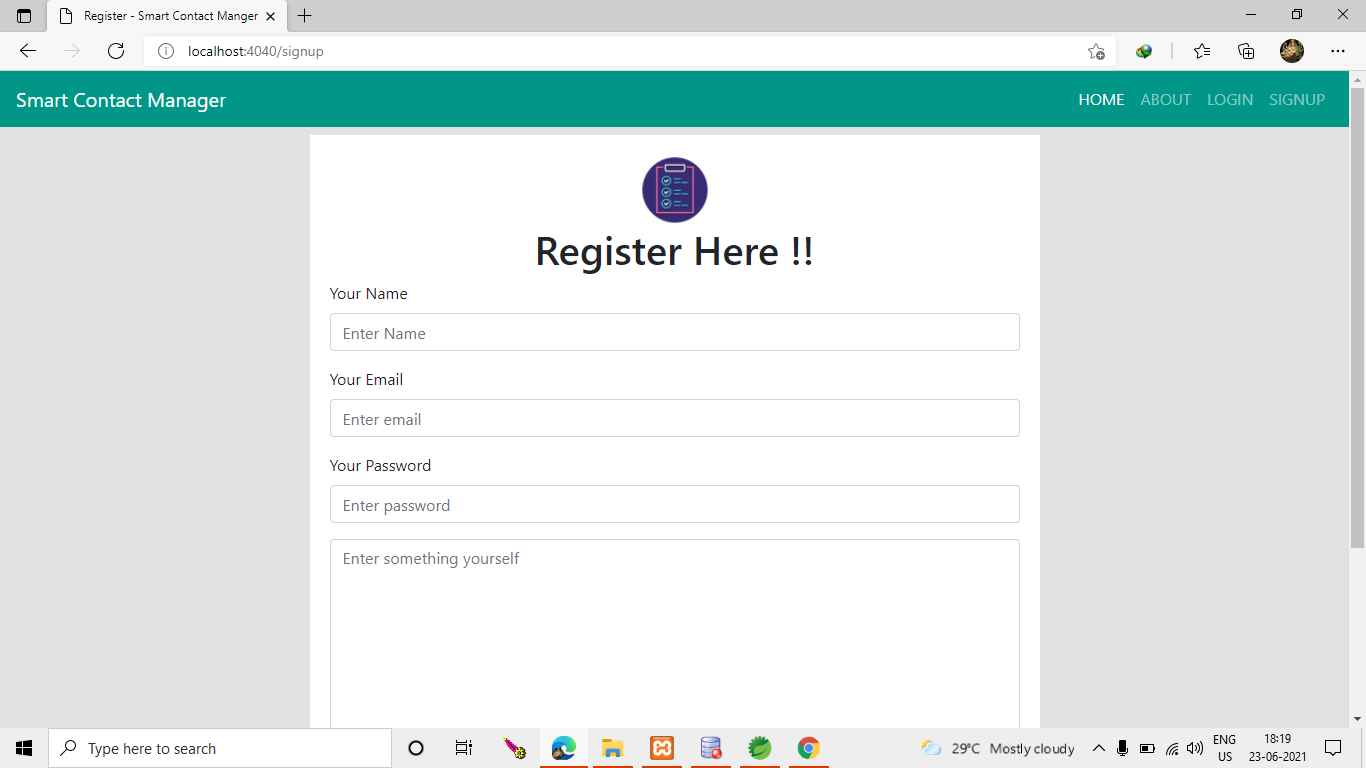 Register - Smart Contact Manger
localhost:4040/signup
Smart Contact Manager
HOME ABOUT LOGIN SIGNUP
Register Here !!
Your Name
Enter Name
Your Email
Enter email
Your Password
Enter password
Enter something yourself
Type here to search
29°C Mostly cloudy
ENG
US
18:19
23-06-2021